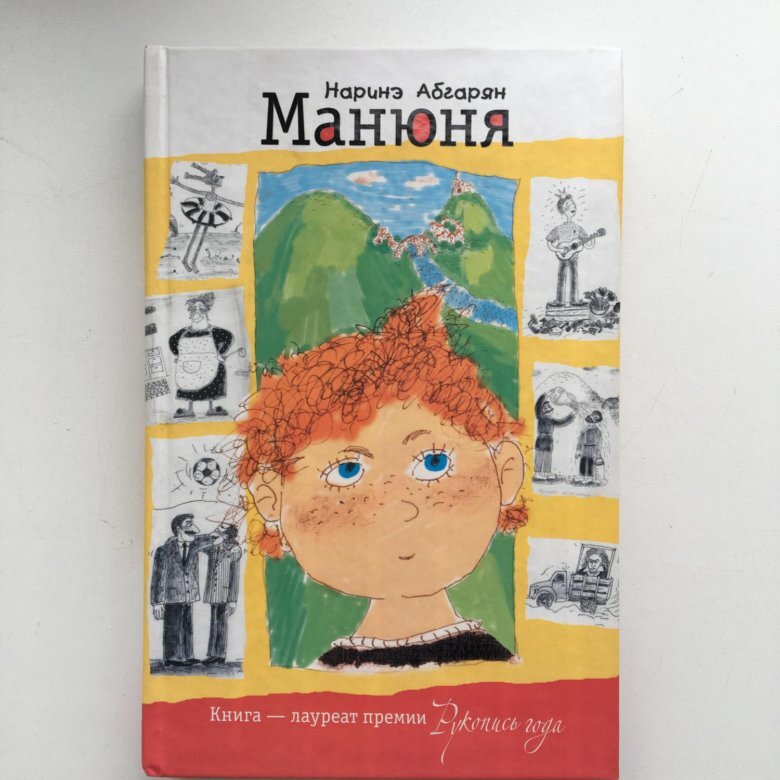 Наринэ Абгарян
Манюня
Книга — лауреат премии Рукопись года